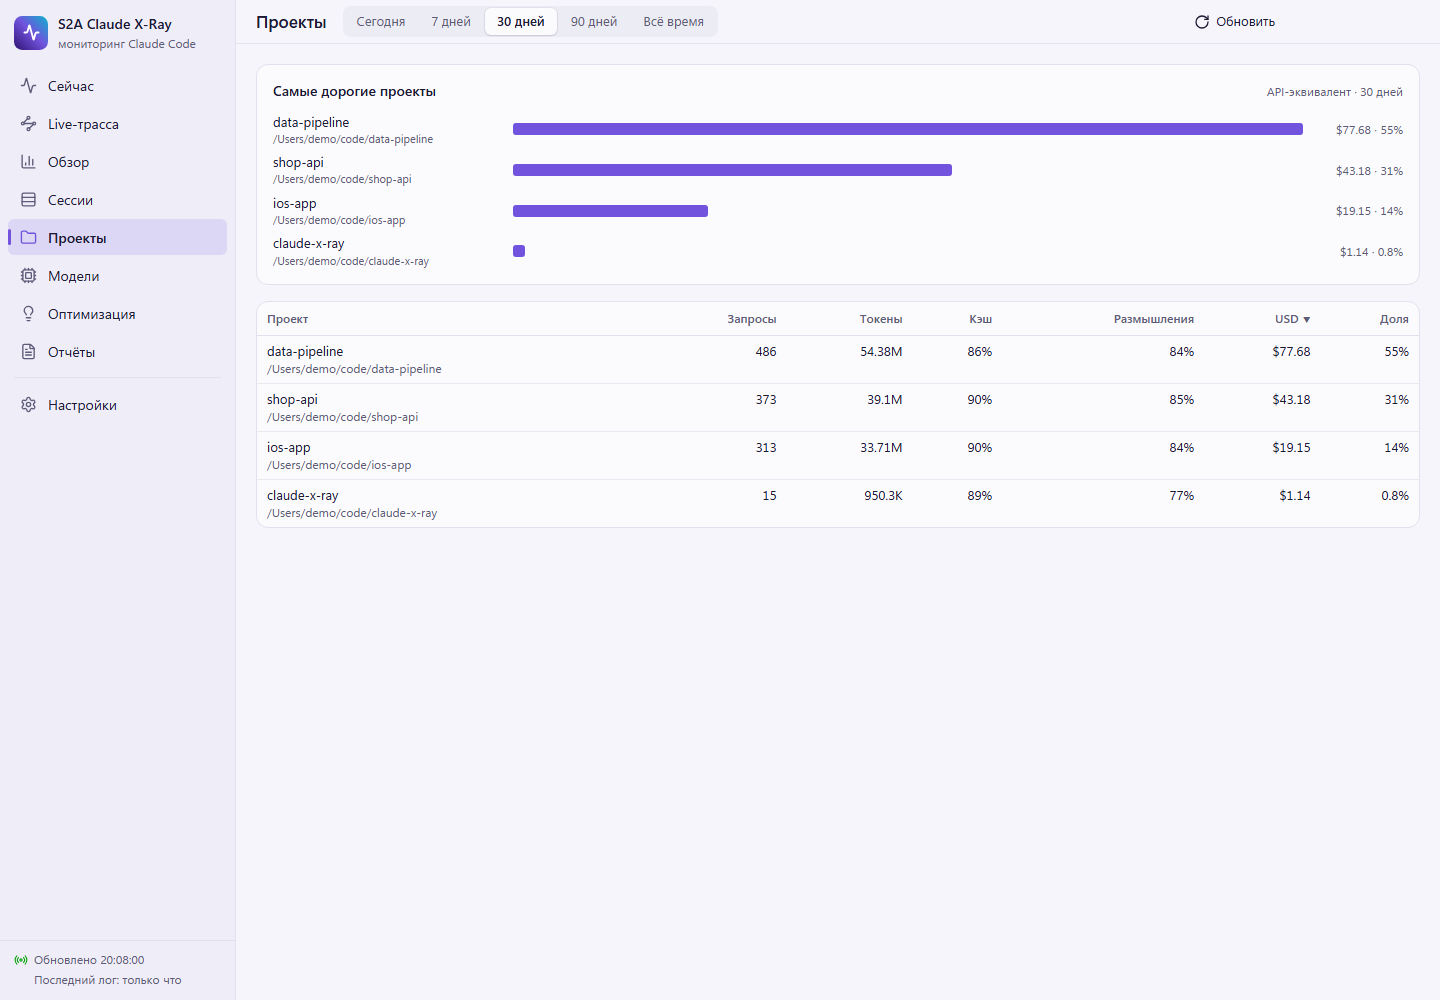 S2A Claude X-Ray
мониторинг Claude Code
Сейчас
Live-трасса
Обзор
Сессии
Проекты
Модели
Оптимизация
Отчёты
Настройки
Обновлено 20:08:00
Последний лог: только что
Проекты
Сегодня 7 дней 30 дней 90 дней Всё время
Обновить
Самые дорогие проекты
API-эквивалент · 30 дней
data-pipeline
/Users/demo/code/data-pipeline
$77.68 · 55%
shop-api
/Users/demo/code/shop-api
$43.18 · 31%
ios-app
/Users/demo/code/ios-app
$19.15 · 14%
claude-x-ray
/Users/demo/code/claude-x-ray
$1.14 · 0.8%
Проект Запросы Токены Кэш Размышления USD ▼ Доля
data-pipeline 486 54.38M 86% 84% $77.68 55%
/Users/demo/code/data-pipeline
shop-api 373 39.1M 90% 85% $43.18 31%
/Users/demo/code/shop-api
ios-app 313 33.71M 90% 84% $19.15 14%
/Users/demo/code/ios-app
claude-x-ray 15 950.3K 89% 77% $1.14 0.8%
/Users/demo/code/claude-x-ray